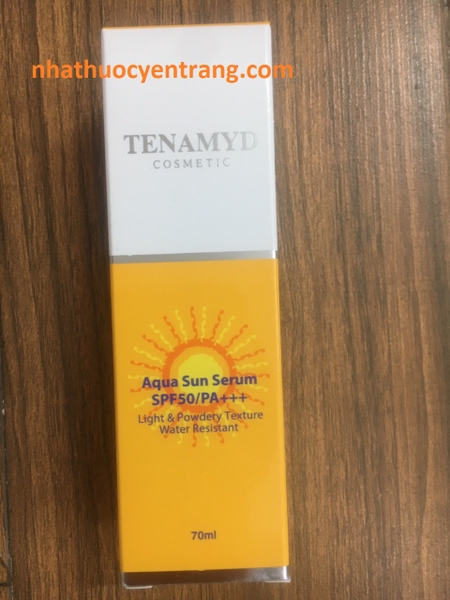 nhathuocyentrang.com
TENAMYD
COSMETIC
Aqua Sun Serum
SPF50/PA+++
Light & Powdery Texture
Water Resistant
70ml